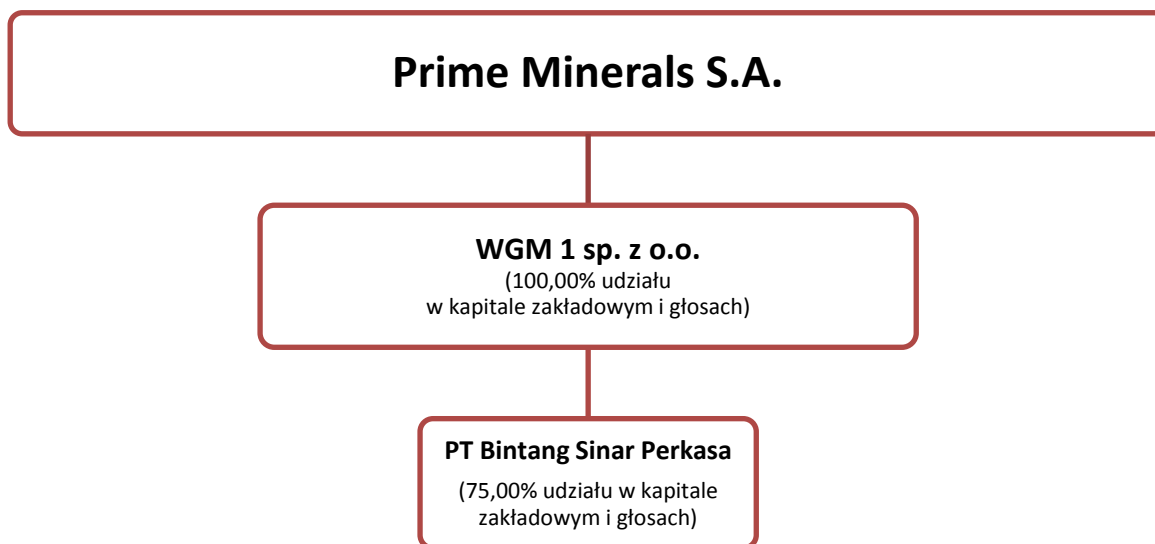 Prime Minerals S.A.
WGM 1 sp. z o.o.
(100,00% udziału
w kapitale zakładowym i głosach)
PT Bintang Sinar Perkasa
(75,00% udziału w kapitale
zakładowym i głosach)